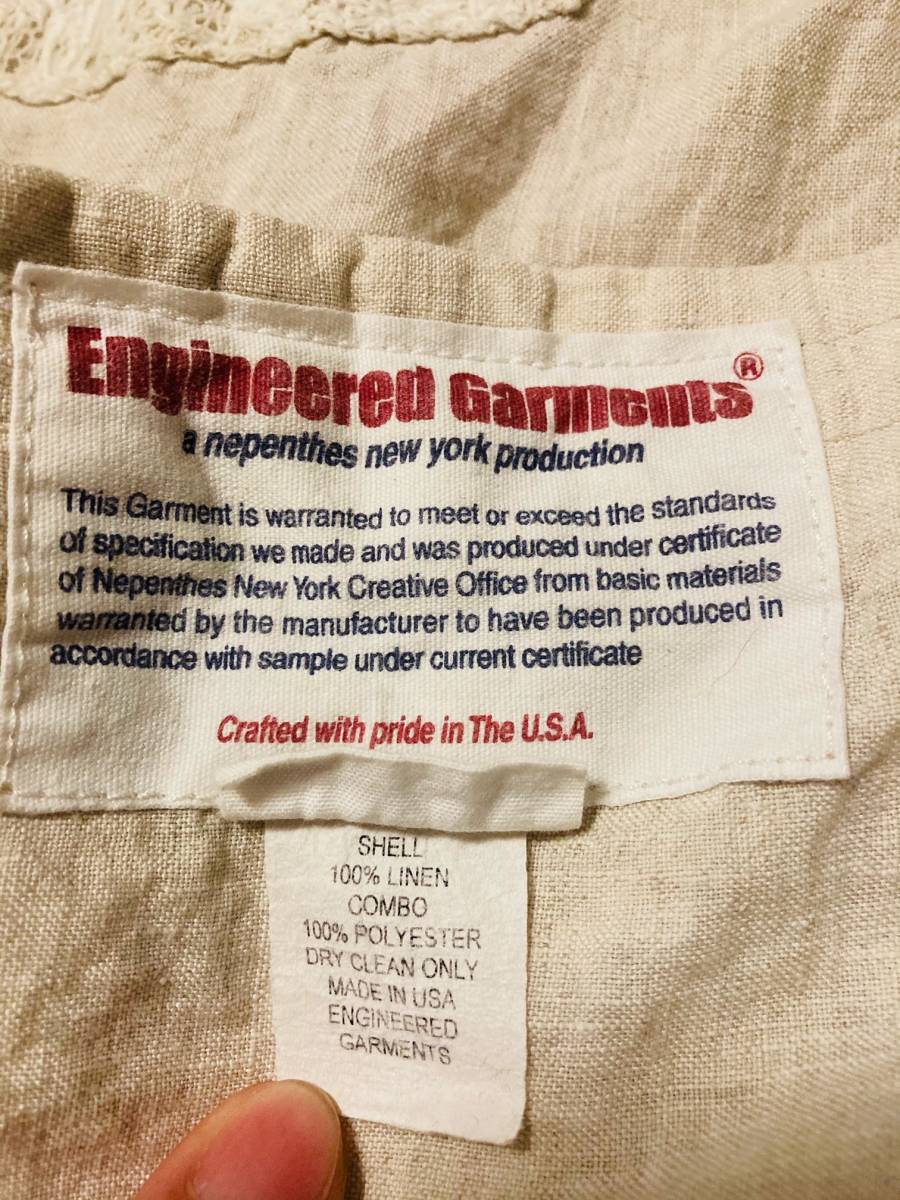 Engineered Garments®
a nepenthes new york production
This Garment is warranted to meet or exceed the standards
of specification we made and was produced under certificate
of Nepenthes New York Creative Office from basic materials
warranted by the manufacturer to have been produced in
accordance with sample under current certificate
Crafted with pride in The U.S.A.
SHELL
100% LINEN
COMBO
100% POLYESTER
DRY CLEAN ONLY
MADE IN USA
ENGINEERED
GARMENTS